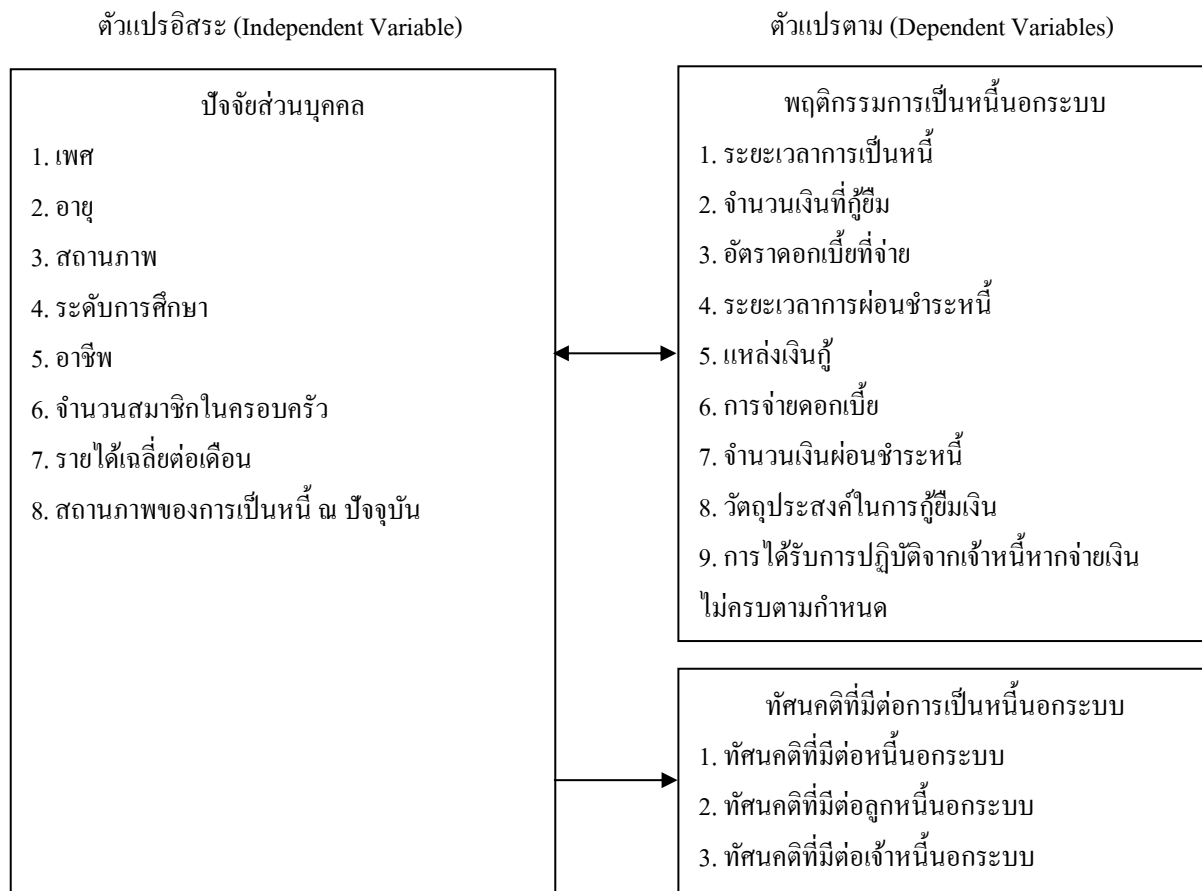 ตัวแปรอิสระ (Independent Variable)
ปัจจัยส่วนบุคคล
1. เพศ
2. อายุ
3. สถานภาพ
4. ระดับการศึกษา
5. อาชีพ
6. จำนวนสมาชิกในครอบครัว
7. รายได้เฉลี่ยต่อเดือน
8. สถานภาพของการเป็นหนี้ ณ ปัจจุบัน
ตัวแปรตาม (Dependent Variables)
พฤติกรรมการเป็นหนี้นอกระบบ
1. ระยะเวลาการเป็นหนี้
2. จำนวนเงินที่กู้ยืม
3. อัตราดอกเบี้ยที่จ่าย
4. ระยะเวลาการผ่อนชำระหนี้
5. แหล่งเงินกู้
6. การจ่ายดอกเบี้ย
7. จำนวนเงินผ่อนชำระหนี้
8. วัตถุประสงค์ในการกู้ยืมเงิน
9. การได้รับการปฏิบัติจากเจ้าหนี้หากจ่ายเงิน
ไม่ครบตามกำหนด
ทัศนคติที่มีต่อการเป็นหนี้นอกระบบ
1. ทัศนคติที่มีต่อหนี้นอกระบบ
2. ทัศนคติที่มีต่อลูกหนี้นอกระบบ
3. ทัศนคติที่มีต่อเจ้าหนี้นอกระบบ